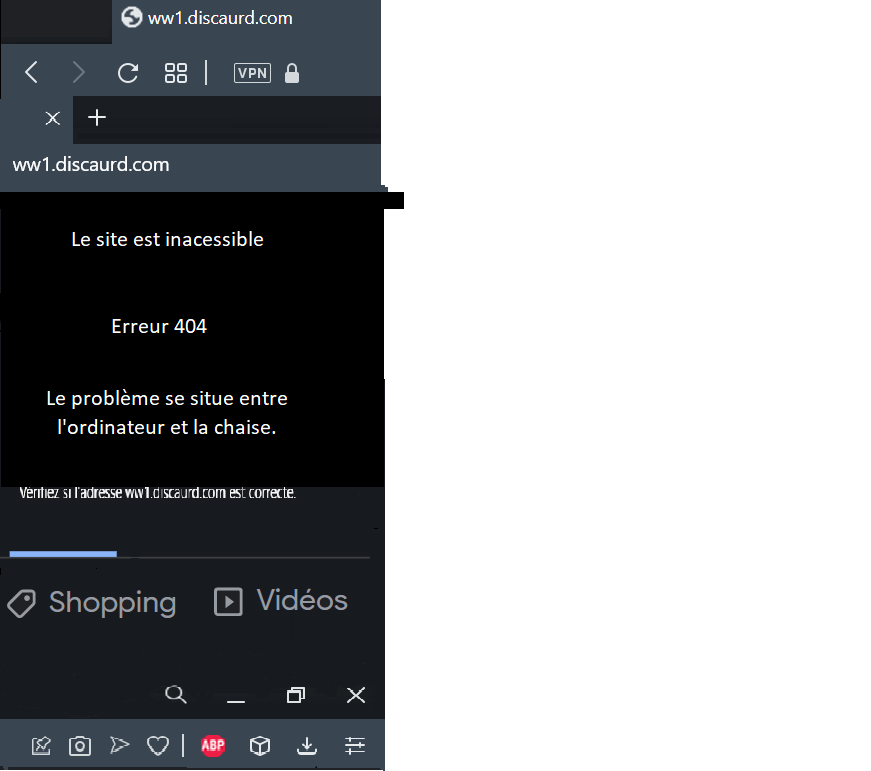 ww1.discaurd.com
VPN
ww1.discaurd.com
Le site est inacessible
Erreur 404
Le problème se situe entre
l'ordinateur et la chaise.
Vérifiez si l'adresse ww1.discaurd.com est correcte.
Shopping Vidéos
ABP